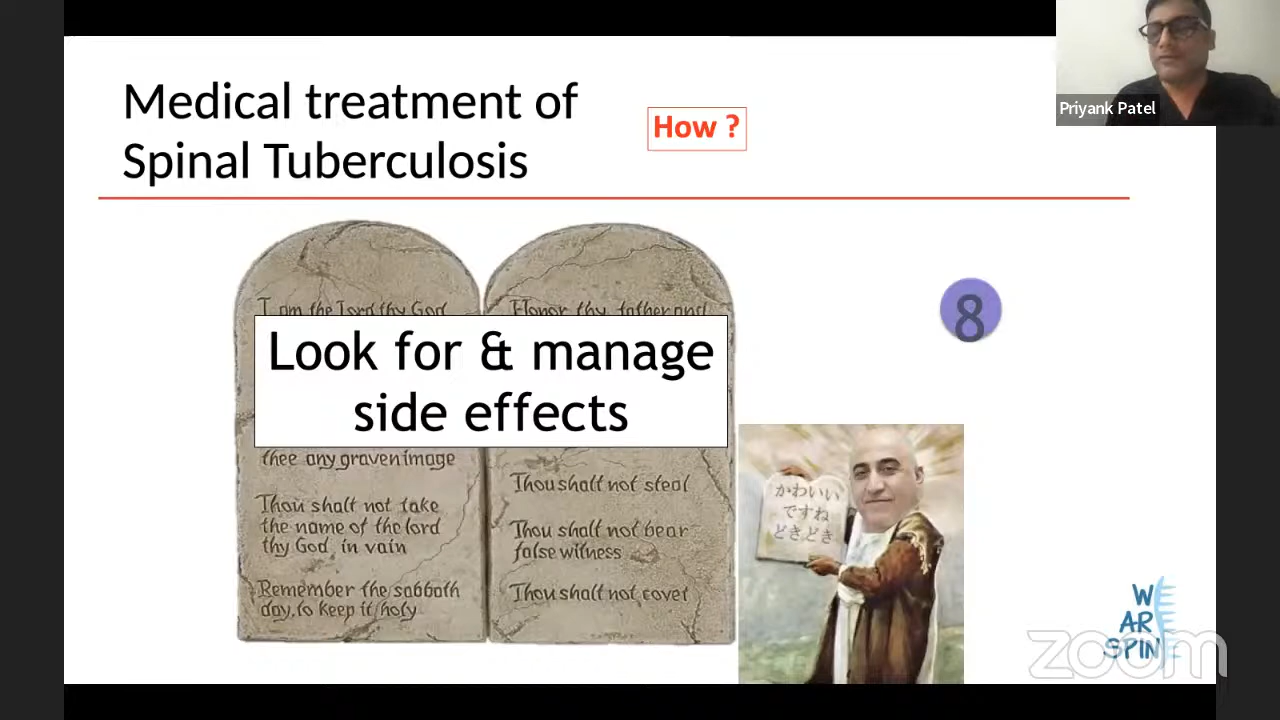 Medical treatment of
Spinal Tuberculosis
How ?
Priyank Patel
I am the Lord thy God
Honor thy father and
Look for & manage
side effects
8
thee any graven image
Thou shalt not take
the name of the lord
thy God in vain
Remember the sabbath
day, to keep it holy
Thou shalt not steal
Thou shalt not bear
false witness
Thou shalt not covet
かわいい
ですね
どきどき
W
AR
SPIN
zoom